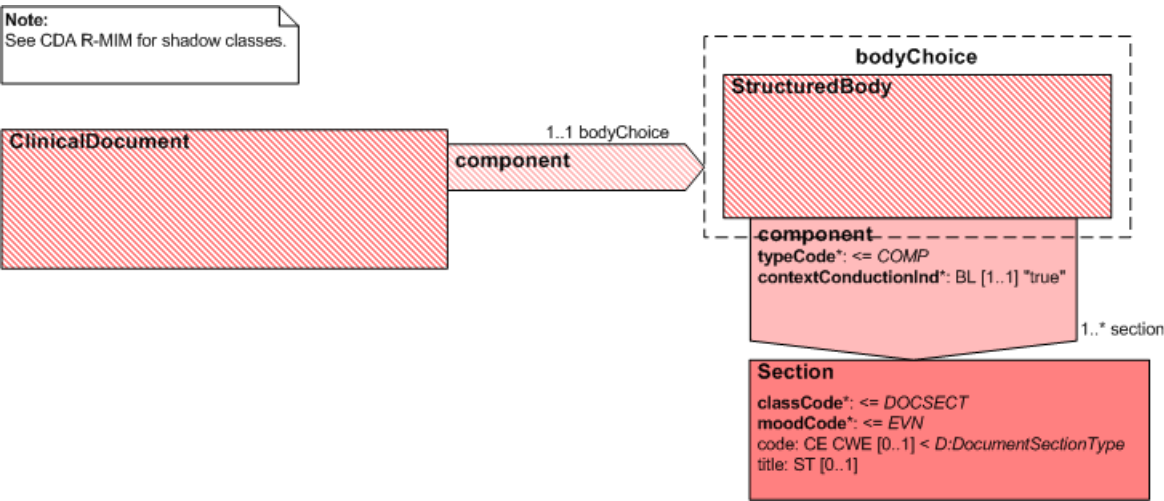 Note:
See CDA R-MIM for shadow classes.
bodyChoice
StructuredBody
ClinicalDocument
1..1 bodyChoice
component
component
typeCode*: <= COMP
contextConductionInd*: BL [1..1] "true"
1..* section
Section
classCode*: <= DOCSECT
moodCode*: <= EVN
code: CE CWE [0..1] < D:DocumentSectionType
title: ST [0..1]